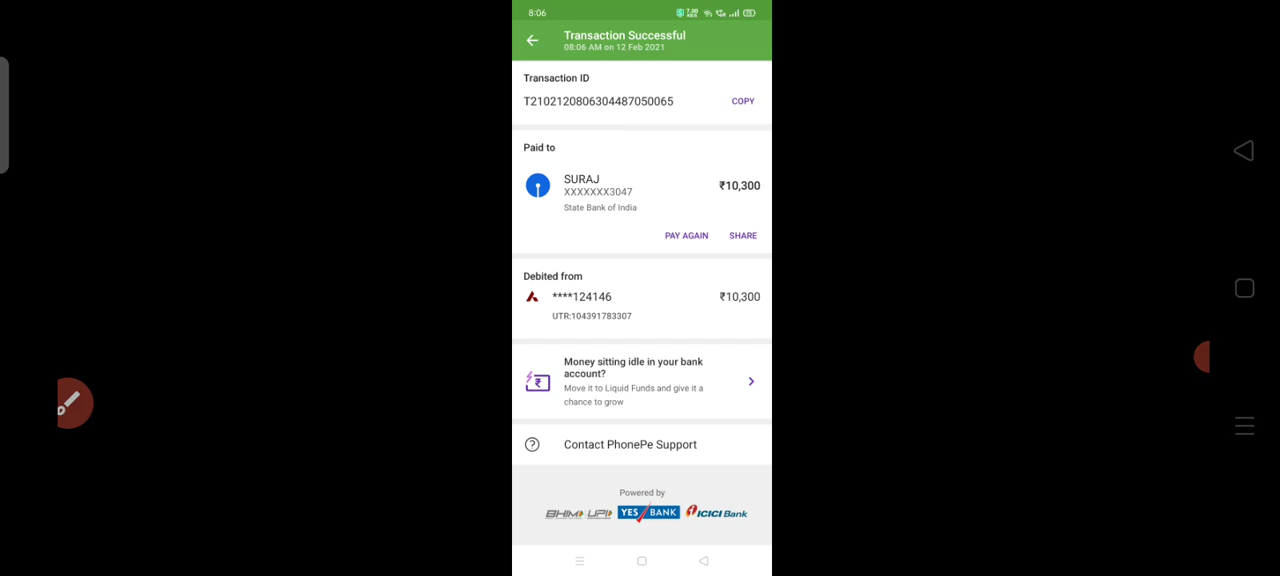 8:06
7.00
KB/S
Transaction Successful
08:06 AM on 12 Feb 2021
Transaction ID
T2102120806304487050065
COPY
Paid to
SURAJ
XXXXXXX3047
₹10,300
State Bank of India
PAY AGAIN
SHARE
Debited from
****124146
₹10,300
UTR:104391783307
Money sitting idle in your bank
account?
Move it to Liquid Funds and give it a
chance to grow
Contact PhonePe Support
Powered by
BHIM UPI YES BANK ICICI Bank